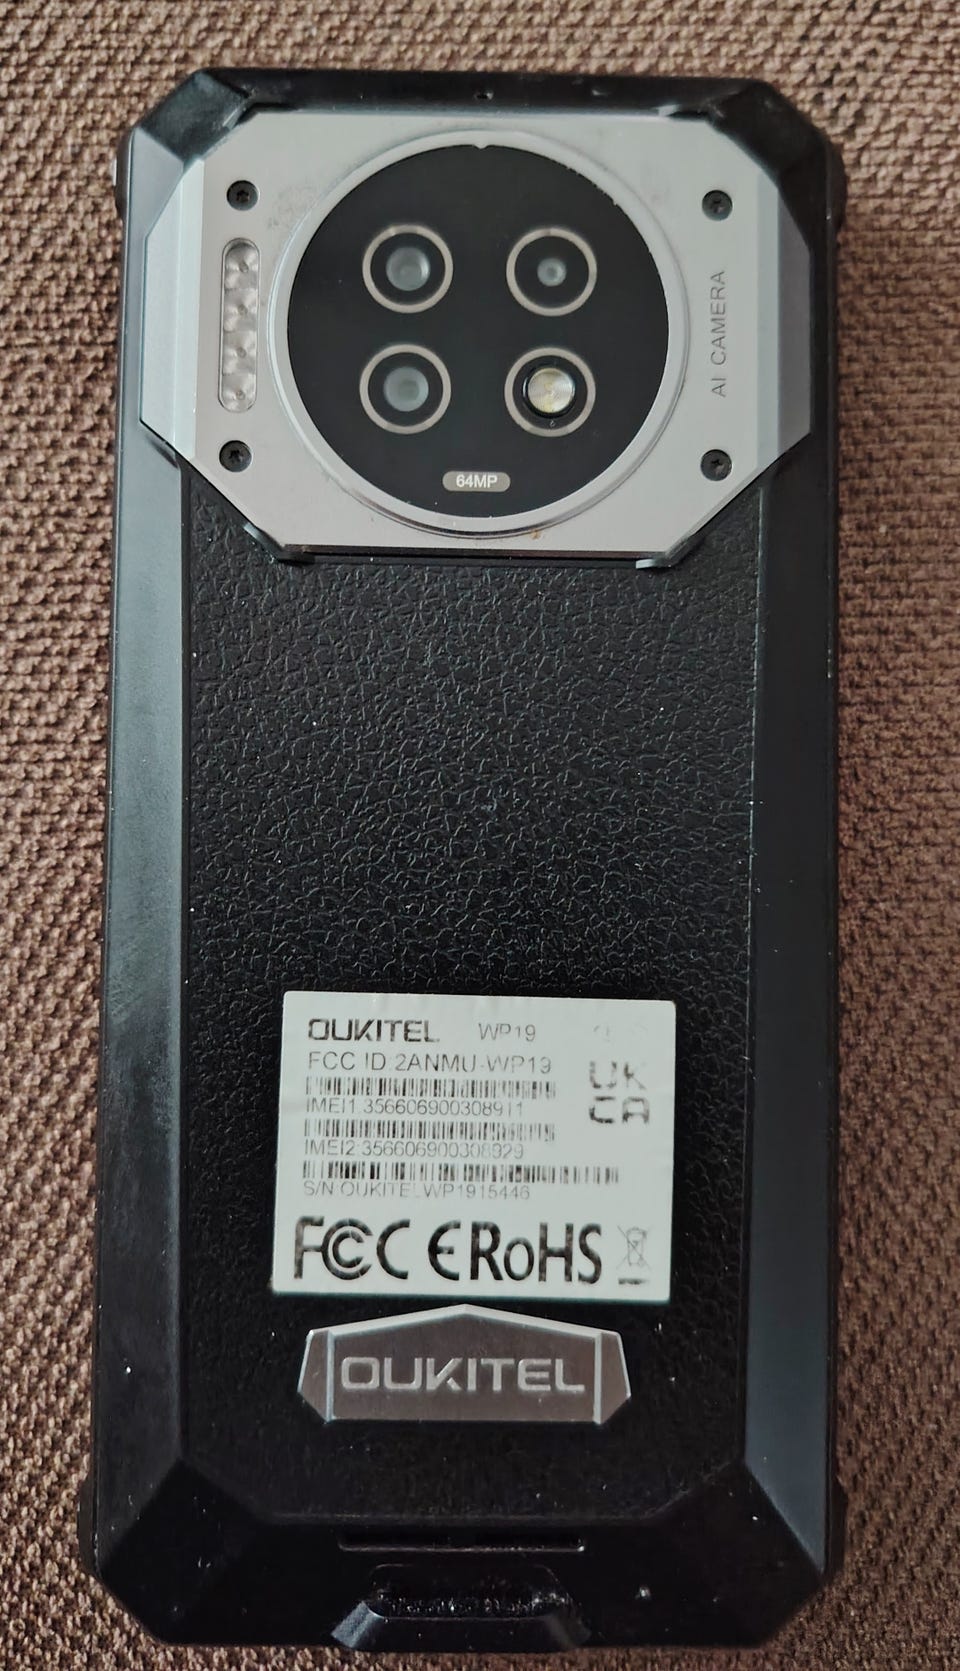 AI CAMERA
64MP
OUKITEL WP19
FCC ID:2ANMU-WP19
IMEI1:356606900308911
IMEI2:356606900308929
S/N:OUKITELWP1915446
UK
CA
FCC CE RoHS
OUKITEL